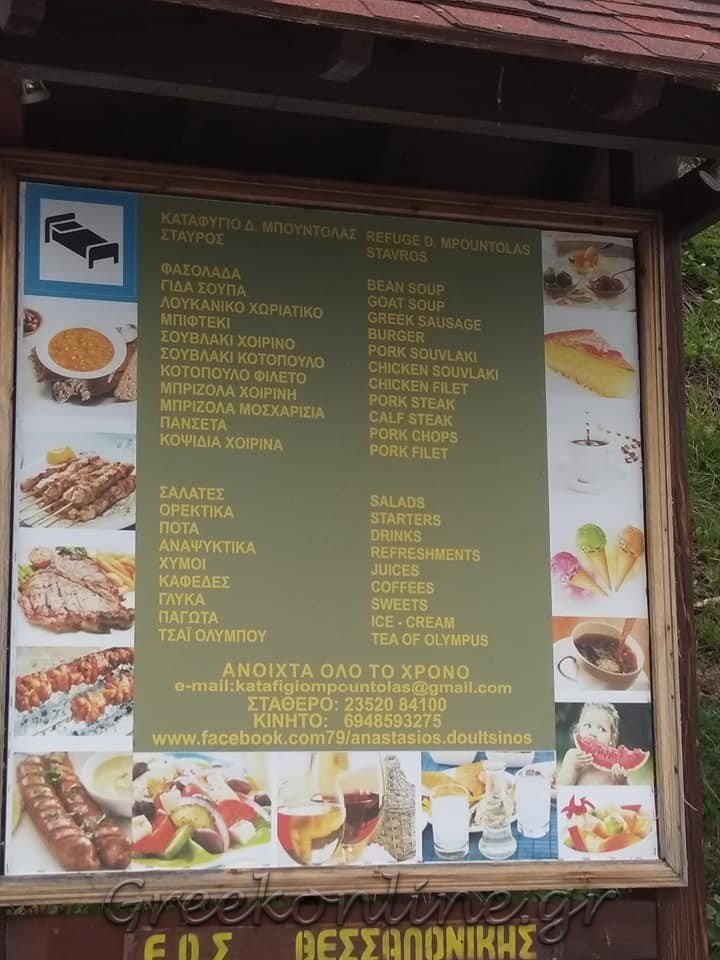 ΚΑΤΑΦΥΓΙΟ Δ. ΜΠΟΥΝΤΟΛΑΣ
ΣΤΑΥΡΟΣ
ΦΑΣΟΛΑΔΑ
ΓΙΔΑ ΣΟΥΠΑ
ΛΟΥΚΑΝΙΚΟ ΧΩΡΙΑΤΙΚΟ
ΜΠΙΦΤΕΚΙ
ΣΟΥΒΛΑΚΙ ΧΟΙΡΙΝΟ
ΣΟΥΒΛΑΚΙ ΚΟΤΟΠΟΥΛΟ
ΚΟΤΟΠΟΥΛΟ ΦΙΛΕΤΟ
ΜΠΡΙΖΟΛΑ ΧΟΙΡΙΝΗ
ΜΠΡΙΖΟΛΑ ΜΟΣΧΑΡΙΣΙΑ
ΠΑΝΣΕΤΑ
ΚΟΨΙΔΙΑ ΧΟΙΡΙΝΑ
ΣΑΛΑΤΕΣ
ΟΡΕΚΤΙΚΑ
ΠΟΤΑ
ΑΝΑΨΥΚΤΙΚΑ
ΧΥΜΟΙ
ΚΑΦΕΔΕΣ
ΓΛΥΚΑ
ΠΑΓΩΤΑ
ΤΣΑΪ ΟΛΥΜΠΟΥ
REFUGE D. MPOUNTOLAS
STAVROS
BEAN SOUP
GOAT SOUP
GREEK SAUSAGE
BURGER
PORK SOUVLAKI
CHICKEN SOUVLAKI
CHICKEN FILET
PORK STEAK
CALF STEAK
PORK CHOPS
PORK FILET
SALADS
STARTERS
DRINKS
REFRESHMENTS
JUICES
COFFEES
SWEETS
ICE - CREAM
TEA OF OLYMPUS
ΑΝΟΙΧΤΑ ΟΛΟ ΤΟ ΧΡΟΝΟ
e-mail:katafigiompountolas@gmail.com
ΣΤΑΘΕΡΟ: 23520 84100
ΚΙΝΗΤΟ: 6948593275
www.facebook.com79/anastasios.doultsinos
Greekonline.gr
Ε.Ο.Σ ΘΕΣΣΑΛΟΝΙΚΗΣ